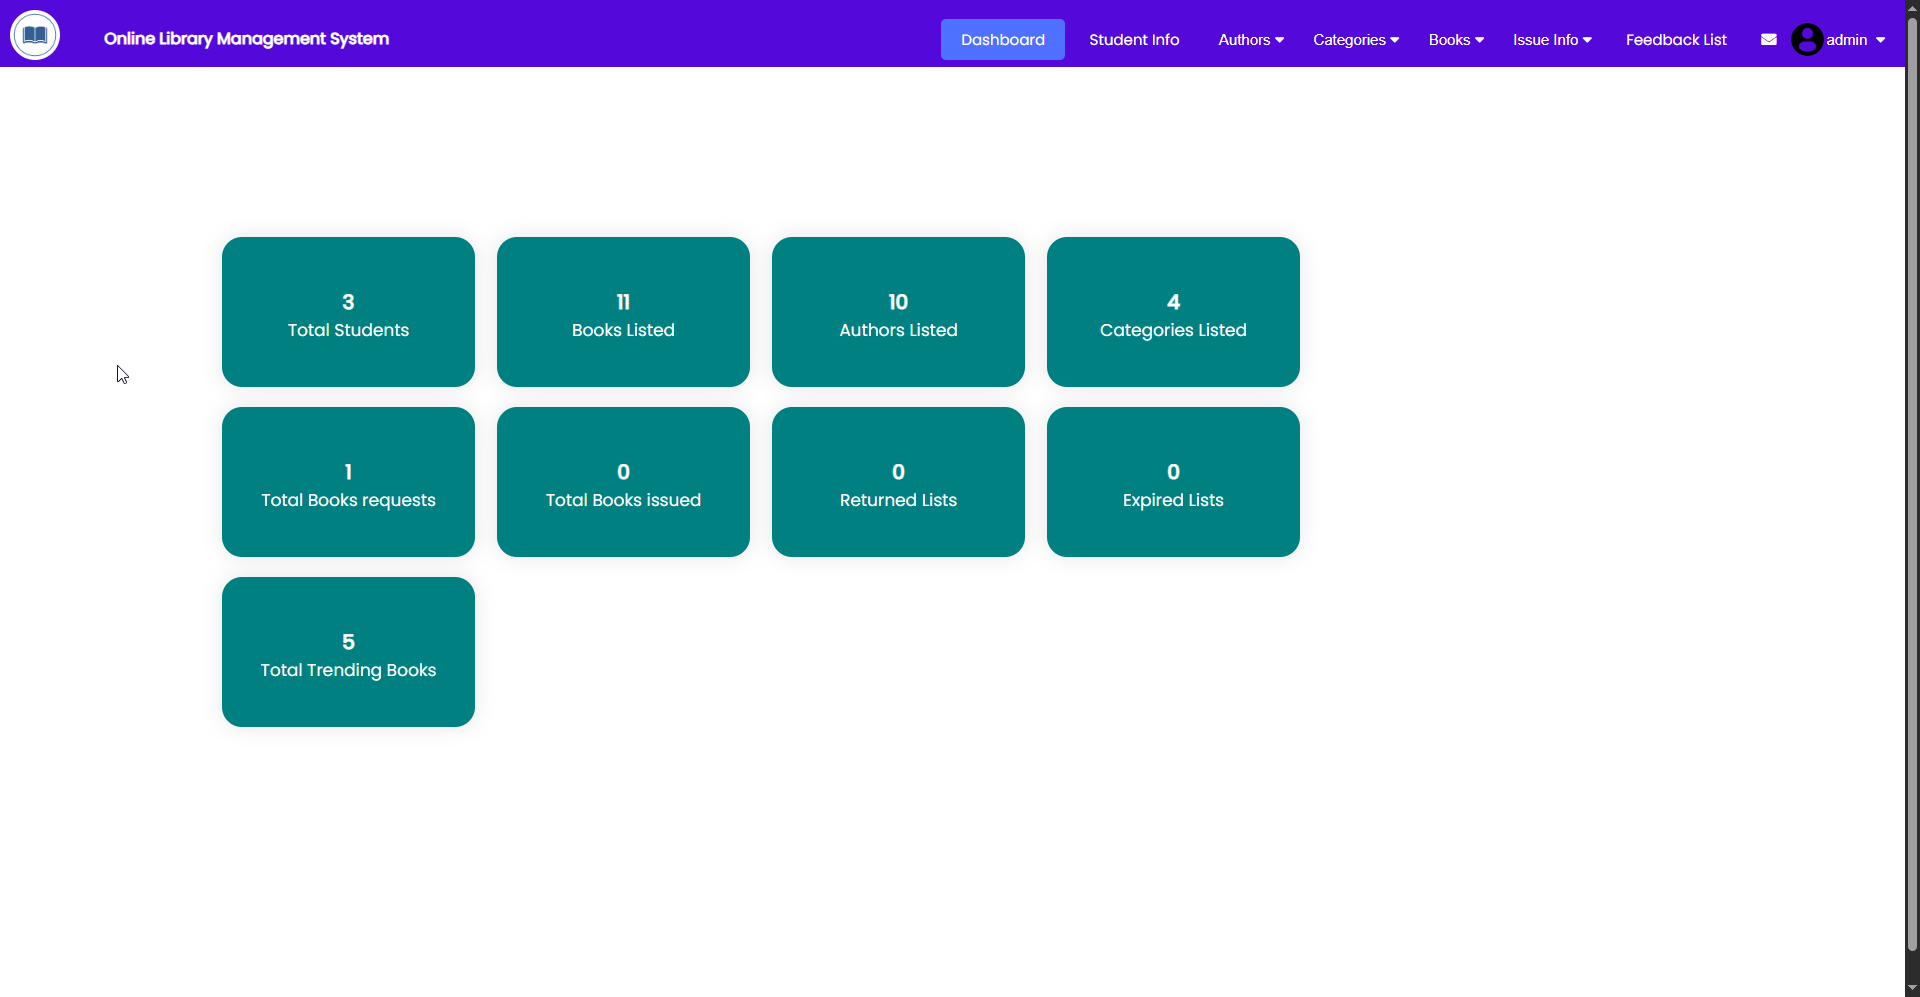 Online Library Management System
Dashboard
Student Info
Authors
Categories
Books
Issue Info
Feedback List
admin
3
Total Students
11
Books Listed
10
Authors Listed
4
Categories Listed
1
Total Books requests
0
Total Books issued
0
Returned Lists
0
Expired Lists
5
Total Trending Books